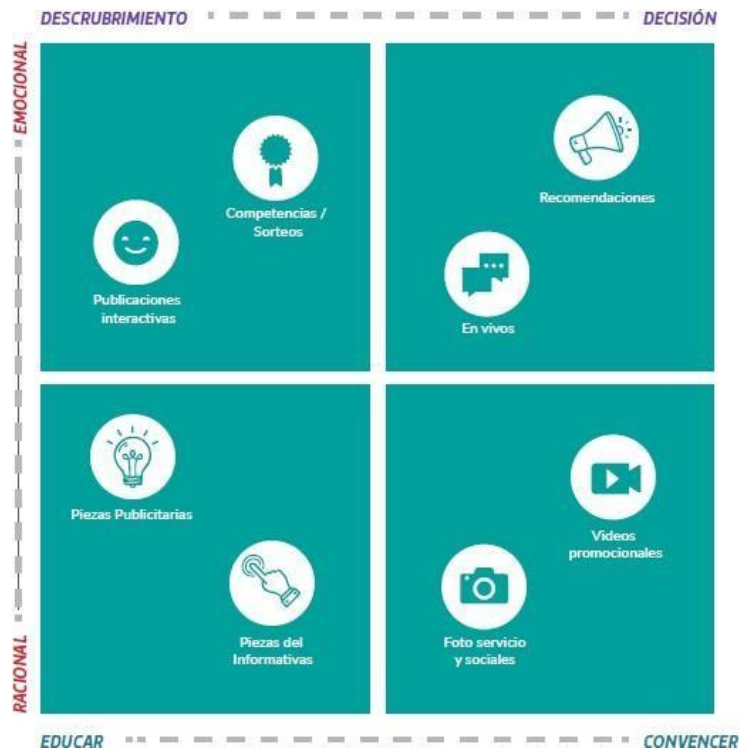 DESCRUBRIMIENTO
DECISIÓN
EMOCIONAL
Competencias /
Sorteos
Publicaciones
interactivas
Recomendaciones
En vivos
Piezas Publicitarias
Piezas del
Informativas
Videos
promocionales
Foto servicio
y sociales
RACIONAL
EDUCAR
CONVENCER